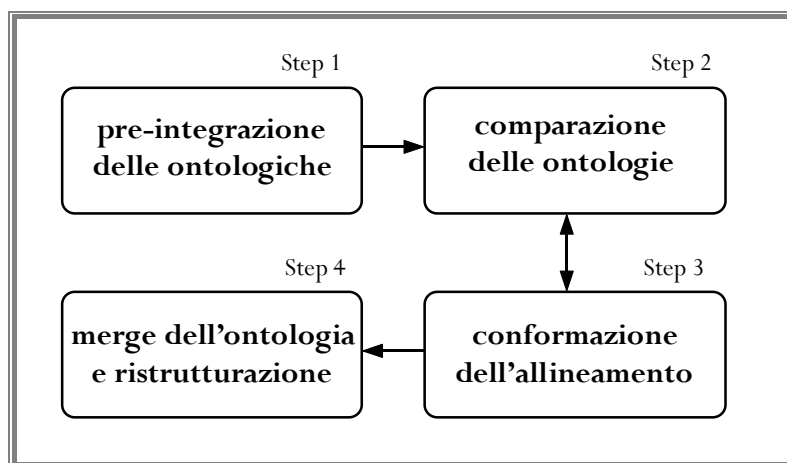 Step 1
pre-integrazione
delle ontologiche
Step 2
comparazione
delle ontologie
Step 3
conformazione
dell'allineamento
Step 4
merge dell'ontologia
e ristrutturazione